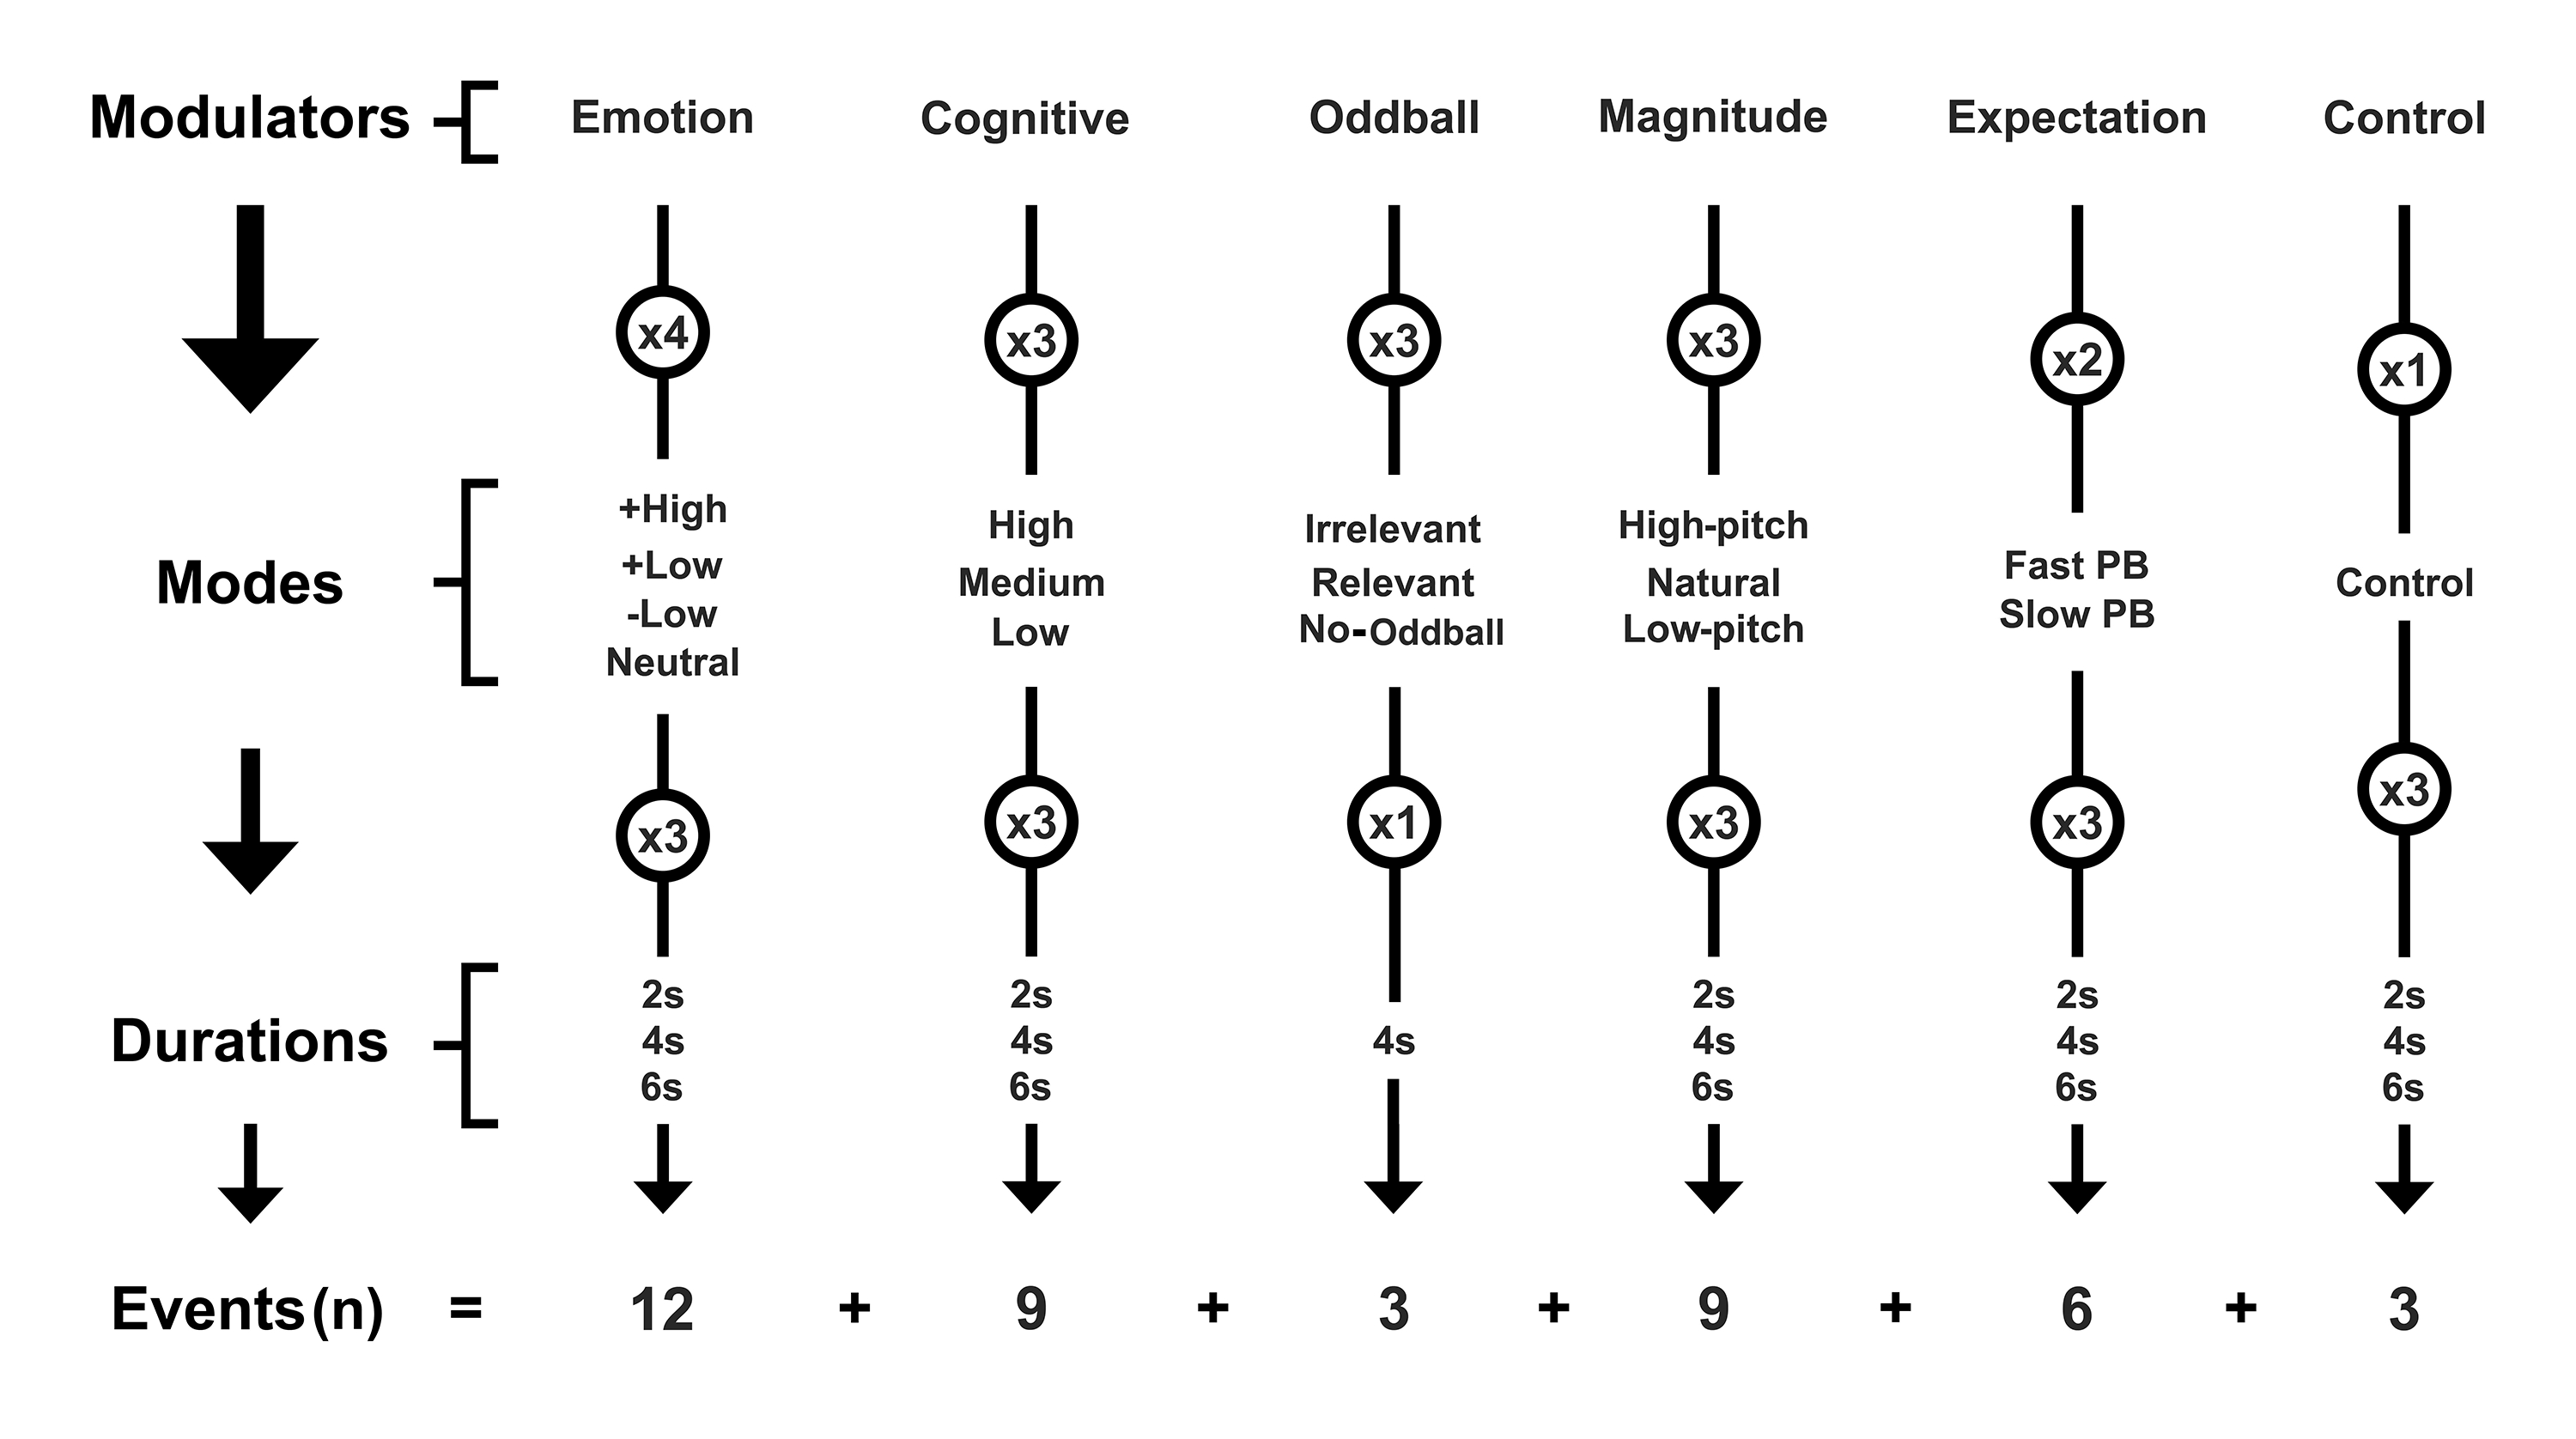 Modulators Emotion Cognitive Oddball Magnitude Expectation Control
x4 x3 x3 x3 x2 x1
Modes
+High
+Low
-Low
Neutral
High
Medium
Low
Irrelevant
Relevant
No-Oddball
High-pitch
Natural
Low-pitch
Fast PB
Slow PB
Control
x3 x3 x1 x3 x3 x3
Durations
2s
4s
6s
2s
4s
6s
4s
2s
4s
6s
2s
4s
6s
2s
4s
6s
Events(n) = 12 + 9 + 3 + 9 + 6 + 3